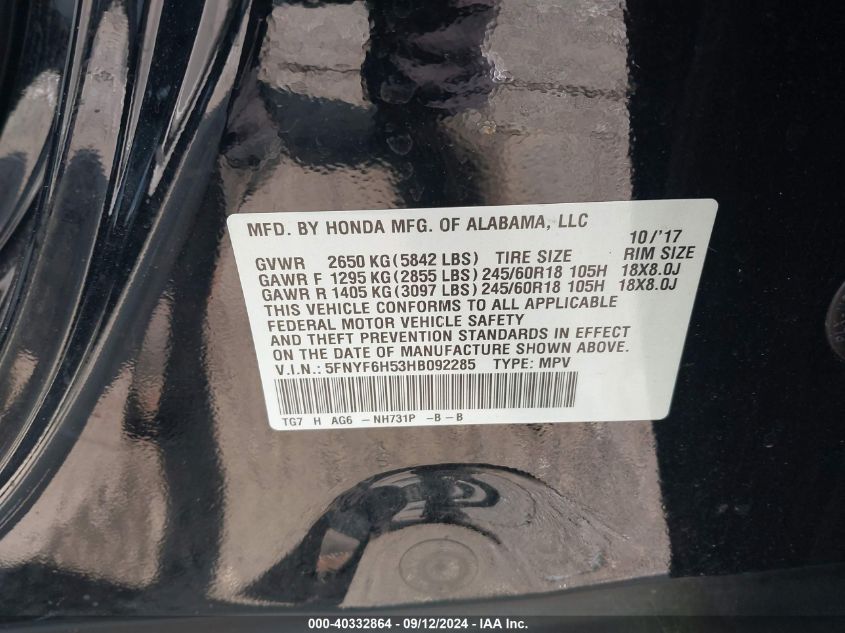 MFD. BY HONDA MFG. OF ALABAMA, LLC 10/'17
GVWR 2650 KG (5842 LBS) TIRE SIZE RIM SIZE
GAWR F 1295 KG (2855 LBS) 245/60R18 105H 18X8.0J
GAWR R 1405 KG (3097 LBS) 245/60R18 105H 18X8.0J
THIS VEHICLE CONFORMS TO ALL APPLICABLE
FEDERAL MOTOR VEHICLE SAFETY
AND THEFT PREVENTION STANDARDS IN EFFECT
ON THE DATE OF MANUFACTURE SHOWN ABOVE.
V.I.N.: 5FNYF6H53HB092285 TYPE: MPV
TG7 H AG6 -NH731P -B-B
000-40332864 - 09/12/2024 - IAA Inc.